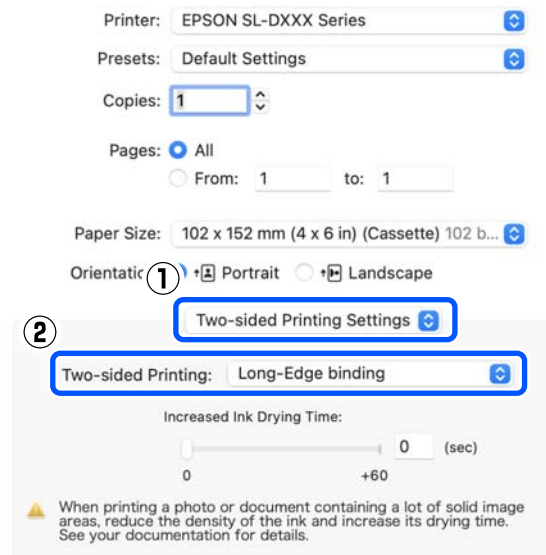 Printer: EPSON SL-DXXX Series
Presets: Default Settings
Copies: 1
Pages: All
From: 1 to: 1
Paper Size: 102 x 152 mm (4 x 6 in) (Cassette) 102 b...
Orientatic Portrait Landscape
1
Two-sided Printing Settings
2
Two-sided Printing: Long-Edge binding
Increased Ink Drying Time:
0 (sec)
0 +60
When printing a photo or document containing a lot of solid image
areas, reduce the density of the ink and increase its drying time.
See your documentation for details.